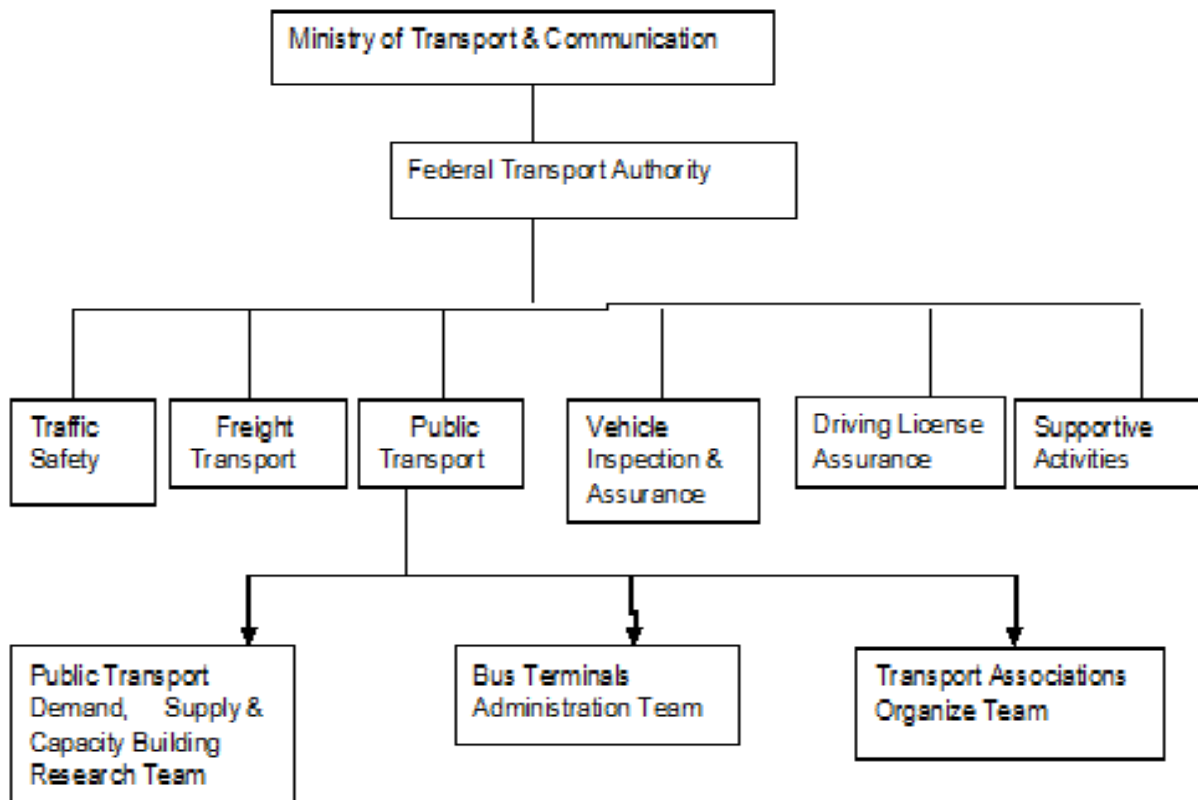 Ministry of Transport & Communication
Federal Transport Authority
Traffic
Safety
Freight
Transport
Public
Transport
Vehicle
Inspection &
Assurance
Driving License
Assurance
Supportive
Activities
Public Transport
Demand, Supply &
Capacity Building
Research Team
Bus Terminals
Administration Team
Transport Associations
Organize Team